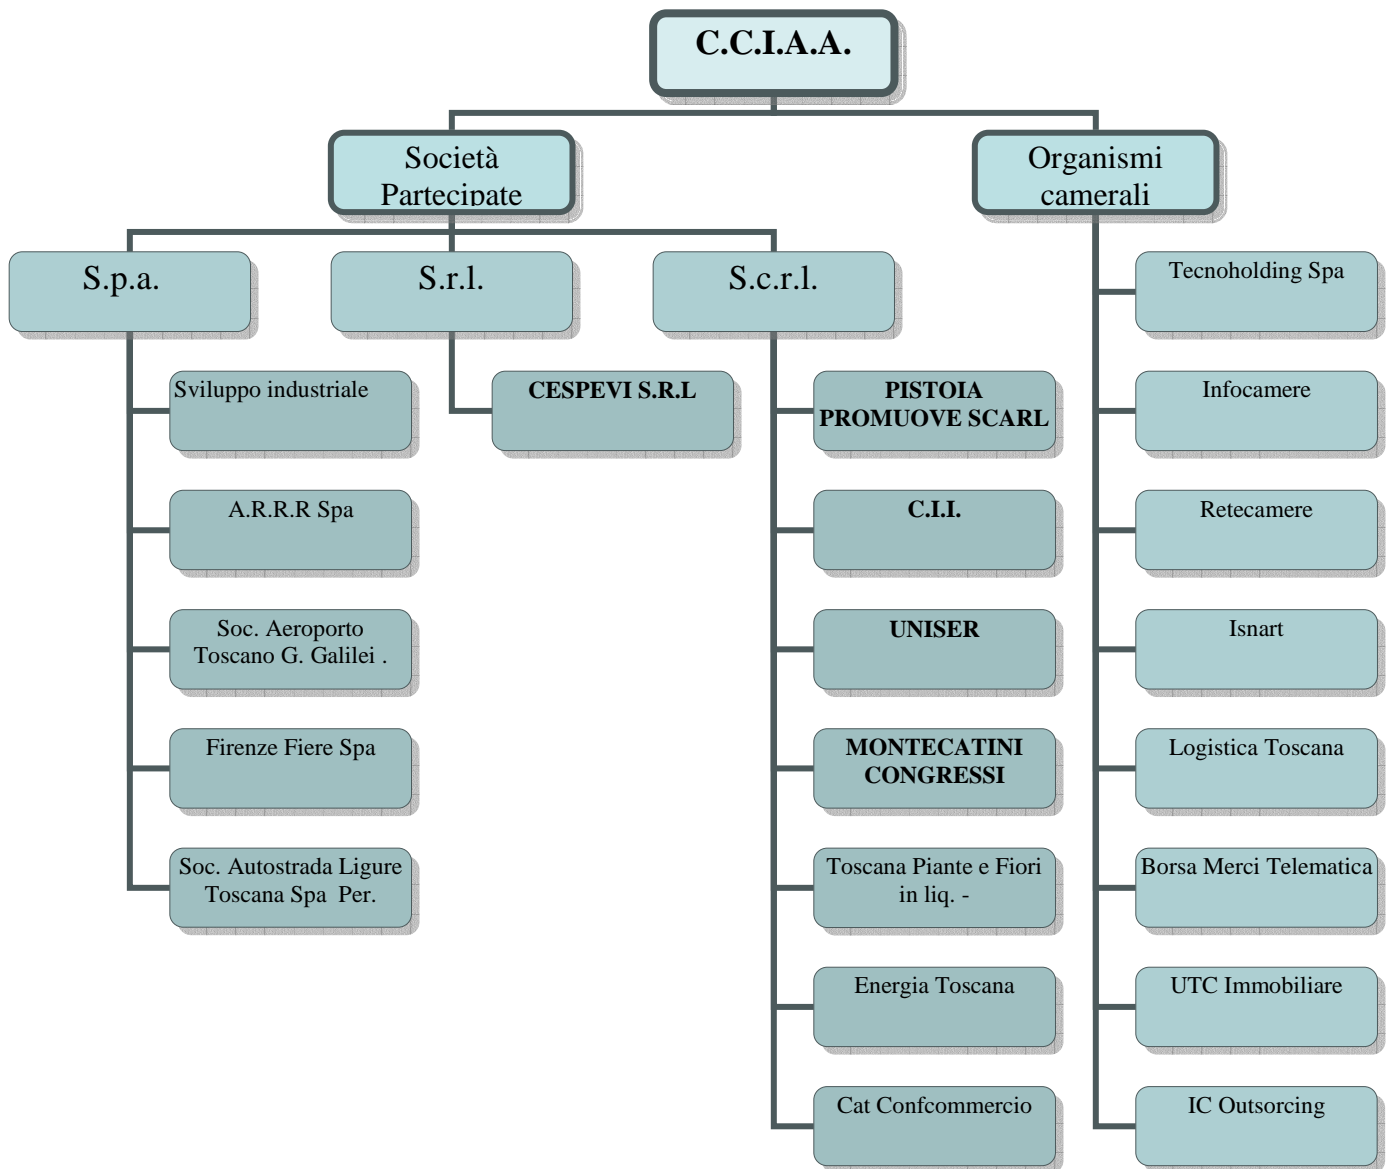 C.C.I.A.A.
Società
Partecipate
Organismi
camerali
S.p.a.
S.r.l.
S.c.r.l.
Sviluppo industriale
A.R.R.R Spa
Soc. Aeroporto
Toscano G. Galilei .
Firenze Fiere Spa
Soc. Autostrada Ligure
Toscana Spa Per.
CESPEVI S.R.L
PISTOIA
PROMUOVE SCARL
C.I.I.
UNISER
MONTECATINI
CONGRESSI
Toscana Piante e Fiori
in liq. -
Energia Toscana
Cat Confcommercio
Tecnoholding Spa
Infocamere
Retecamere
Isnart
Logistica Toscana
Borsa Merci Telematica
UTC Immobiliare
IC Outsorcing